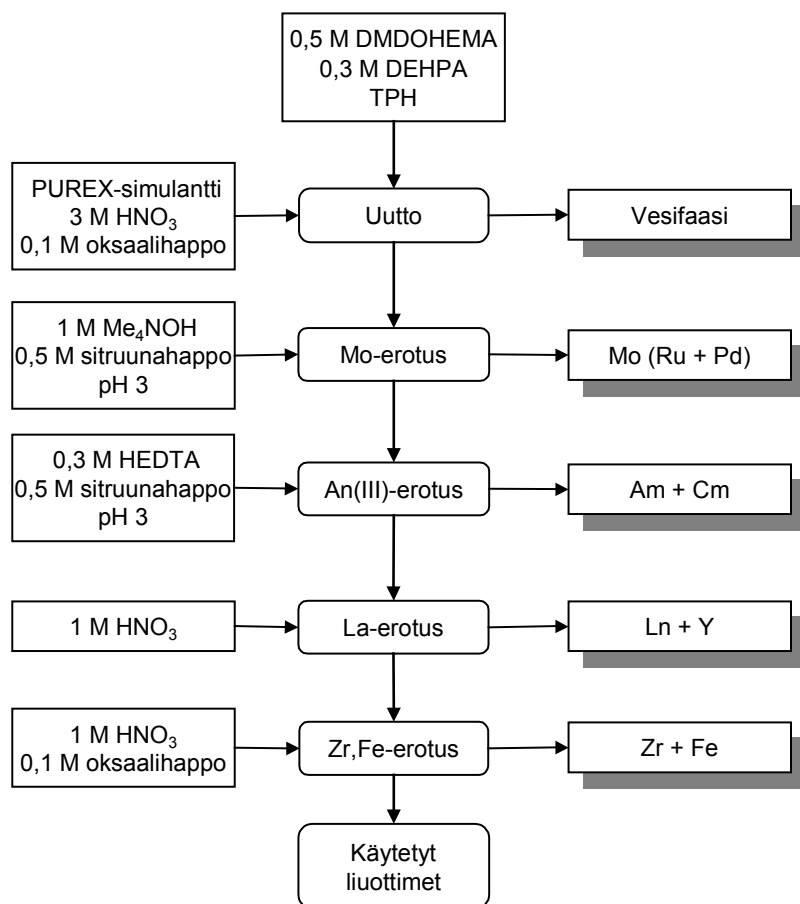 0,5 M DMDOHEMA
0,3 M DEHPA
TPH
PUREX-simulantti
3 M HNO₃
0,1 M oksaalihappo
Uutto
Vesifaasi
1 M Me₄NOH
0,5 M sitruunahappo
pH 3
Mo-erotus
Mo (Ru + Pd)
0,3 M HEDTA
0,5 M sitruunahappo
pH 3
An(III)-erotus
Am + Cm
1 M HNO₃
La-erotus
Ln + Y
1 M HNO₃
0,1 M oksaalihappo
Zr,Fe-erotus
Zr + Fe
Käytetyt
liuottimet